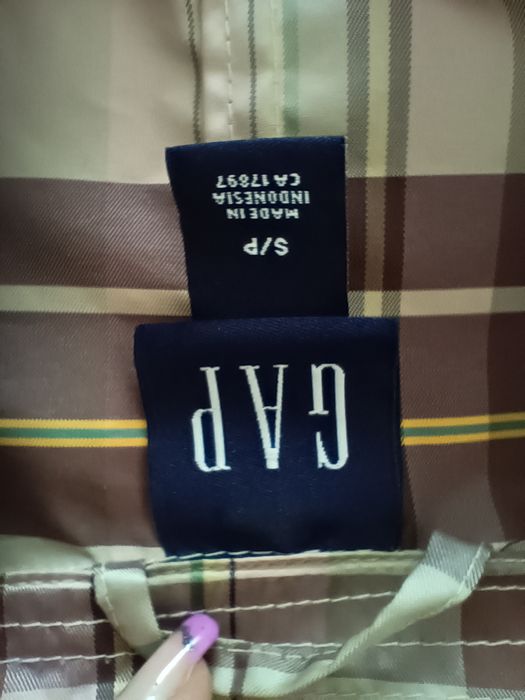 GAP
S/P
MADE IN
INDONESIA
CA 17897